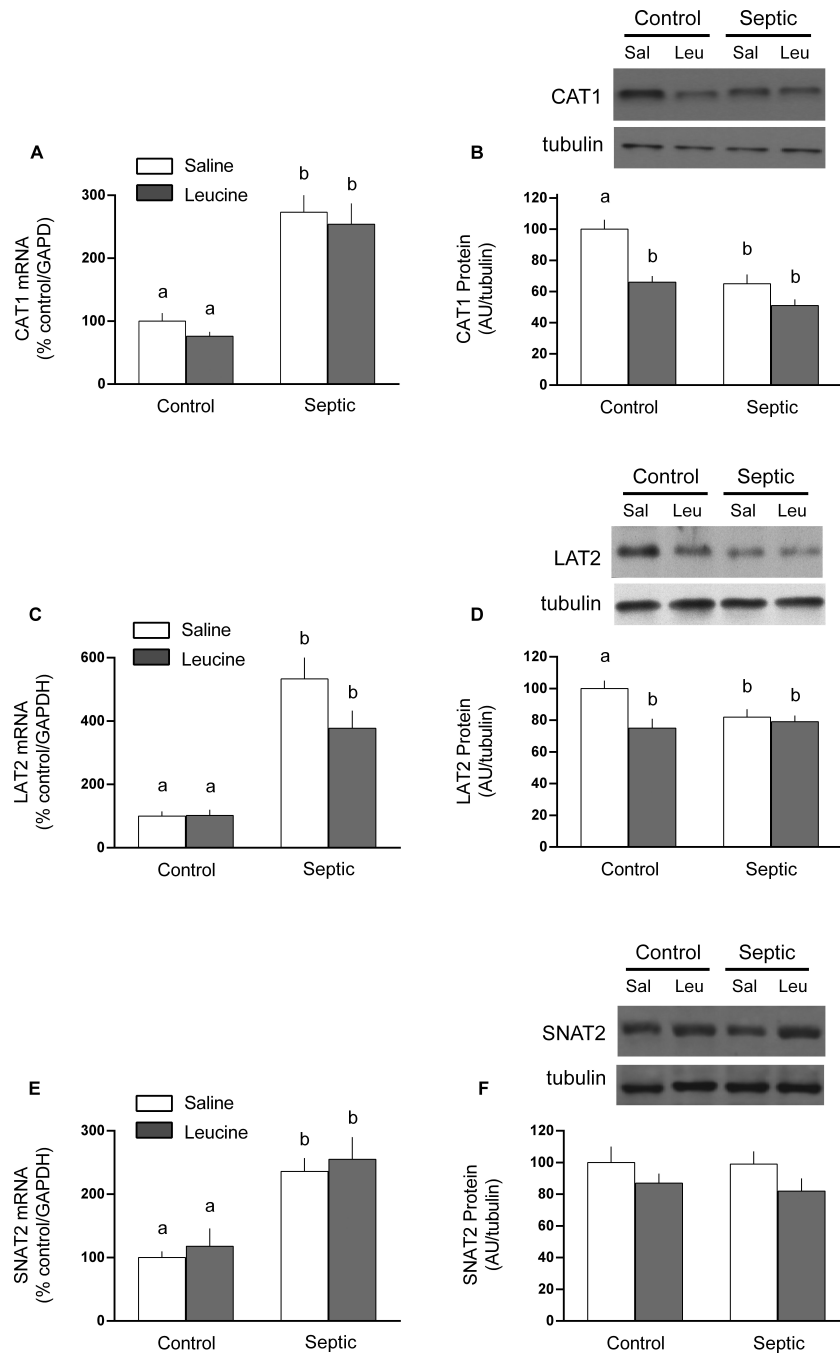 Control Septic
Sal Leu Sal Leu
CAT1
tubulin
A
Saline
Leucine
CAT1 mRNA
(% control/GAPD)
300
200
100
0
a a b b
Control Septic
B
CAT1 Protein
(AU/tubulin)
120
100
80
60
40
20
0
a b b b
Control Septic
Control Septic
Sal Leu Sal Leu
LAT2
tubulin
C
Saline
Leucine
LAT2 mRNA
(% control/GAPDH)
600
400
200
0
a a b b
Control Septic
D
LAT2 Protein
(AU/tubulin)
120
100
80
60
40
20
0
a b b b
Control Septic
Control Septic
Sal Leu Sal Leu
SNAT2
tubulin
E
Saline
Leucine
SNAT2 mRNA
(% control/GAPDH)
300
200
100
0
a a b b
Control Septic
F
SNAT2 Protein
(AU/tubulin)
120
100
80
60
40
20
0
Control Septic